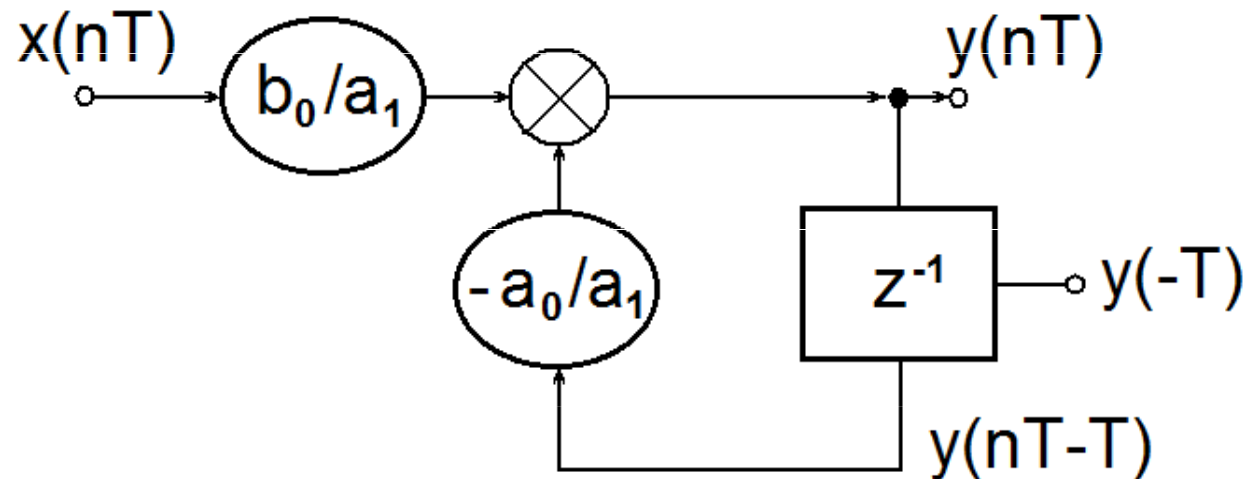 x(nT)
y(nT)
b₀/a₁
-a₀/a₁
z⁻¹
y(-T)
y(nT-T)